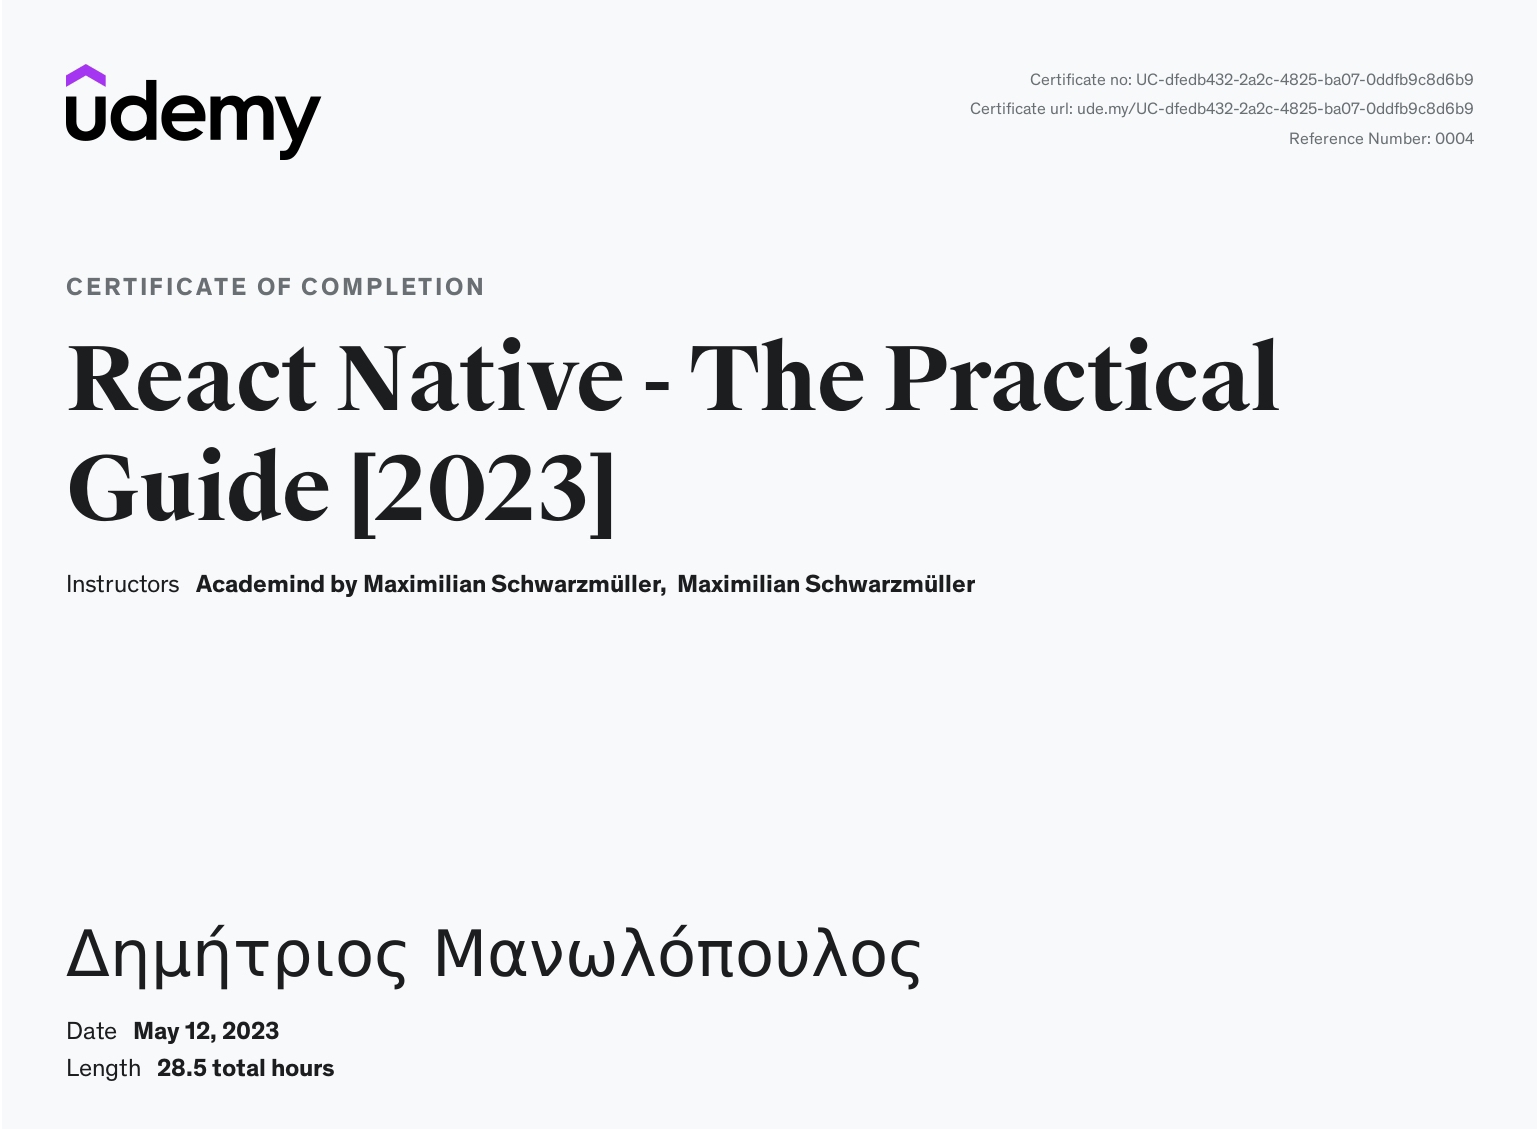 udemy
Certificate no: UC-dfedb432-2a2c-4825-ba07-0ddfb9c8d6b9
Certificate url: ude.my/UC-dfedb432-2a2c-4825-ba07-0ddfb9c8d6b9
Reference Number: 0004
CERTIFICATE OF COMPLETION
React Native - The Practical
Guide [2023]
Instructors Academind by Maximilian Schwarzmüller, Maximilian Schwarzmüller
Δημήτριος Μανωλόπουλος
Date May 12, 2023
Length 28.5 total hours